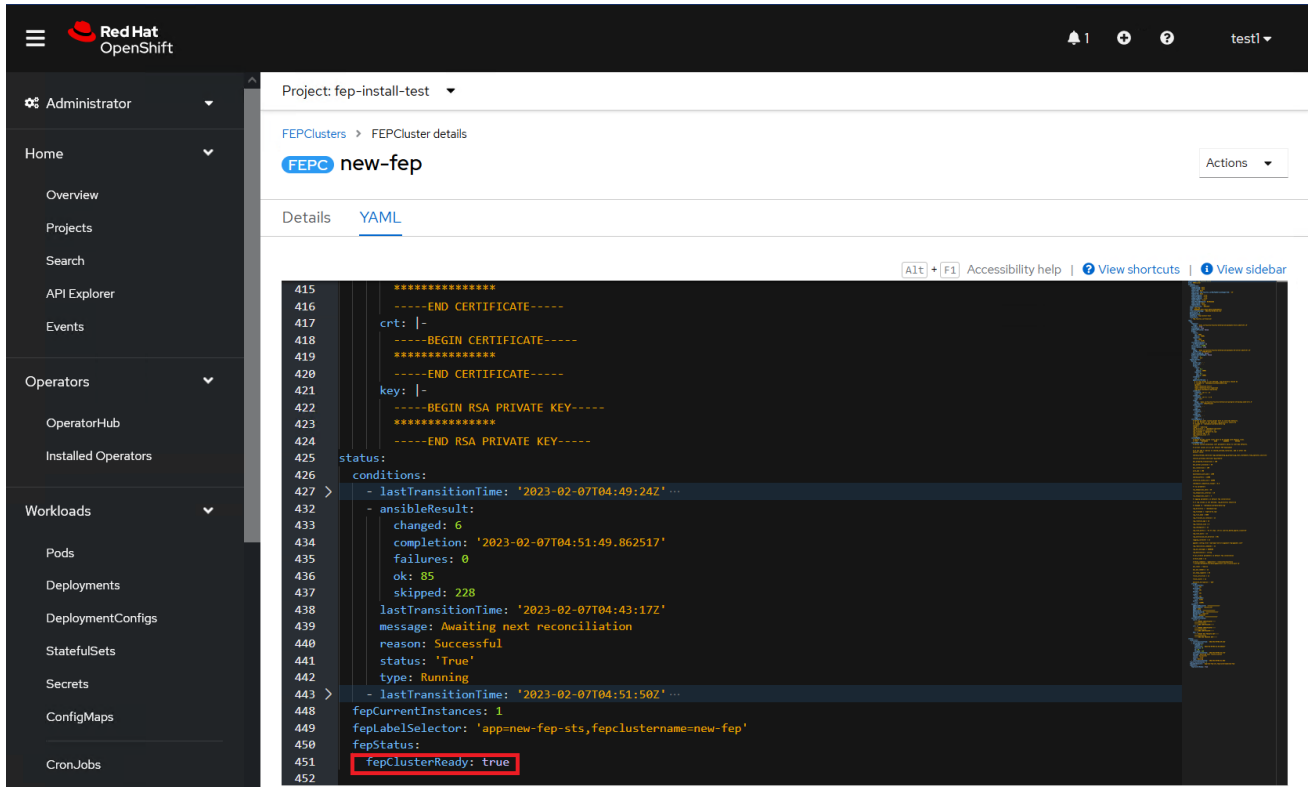 Red Hat
OpenShift
1
test1
Administrator
Home
Overview
Projects
Search
API Explorer
Events
Operators
OperatorHub
Installed Operators
Workloads
Pods
Deployments
DeploymentConfigs
StatefulSets
Secrets
ConfigMaps
CronJobs
Project: fep-install-test
FEPClusters > FEPCluster details
FEPC new-fep
Actions
Details YAML
Alt + F1 Accessibility help | View shortcuts | View sidebar
415 ***************
416 -----END CERTIFICATE-----
417 crt: |-
418 -----BEGIN CERTIFICATE-----
419 ***************
420 -----END CERTIFICATE-----
421 key: |-
422 -----BEGIN RSA PRIVATE KEY-----
423 ***************
424 -----END RSA PRIVATE KEY-----
425 status:
426 conditions:
427 - lastTransitionTime: '2023-02-07T04:49:24Z' ⋯
432 - ansibleResult:
433 changed: 6
434 completion: '2023-02-07T04:51:49.862517'
435 failures: 0
436 ok: 85
437 skipped: 228
438 lastTransitionTime: '2023-02-07T04:43:17Z'
439 message: Awaiting next reconciliation
440 reason: Successful
441 status: 'True'
442 type: Running
443 - lastTransitionTime: '2023-02-07T04:51:50Z' ⋯
448 fepCurrentInstances: 1
449 fepLabelSelector: 'app=new-fep-sts,fepclustername=new-fep'
450 fepStatus:
451 fepClusterReady: true
452